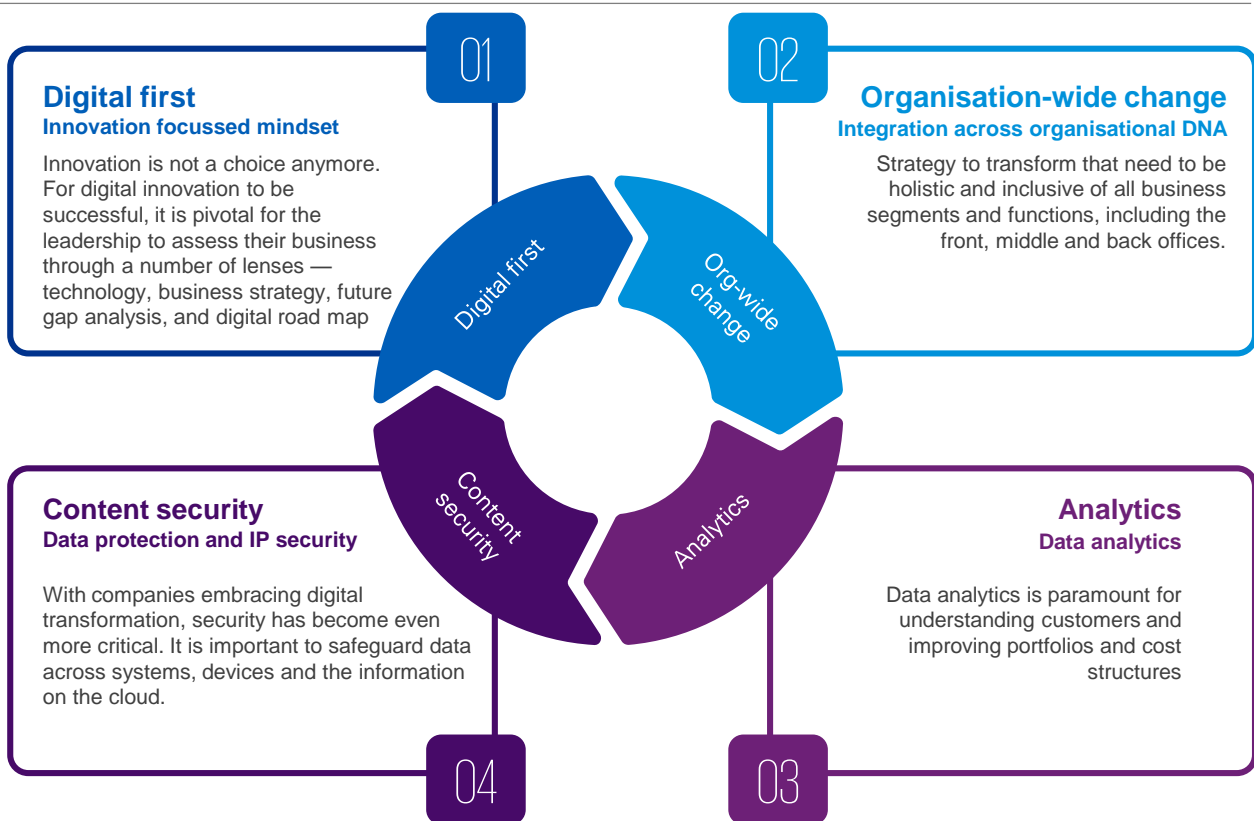 01
Digital first
Innovation focussed mindset
Innovation is not a choice anymore.
For digital innovation to be
successful, it is pivotal for the
leadership to assess their business
through a number of lenses —
technology, business strategy, future
gap analysis, and digital road map
02
Organisation-wide change
Integration across organisational DNA
Strategy to transform that need to be
holistic and inclusive of all business
segments and functions, including the
front, middle and back offices.
Digital first
Org-wide
change
Content
security
Analytics
Content security
Data protection and IP security
With companies embracing digital
transformation, security has become even
more critical. It is important to safeguard data
across systems, devices and the information
on the cloud.
04
Analytics
Data analytics
Data analytics is paramount for
understanding customers and
improving portfolios and cost
structures
03